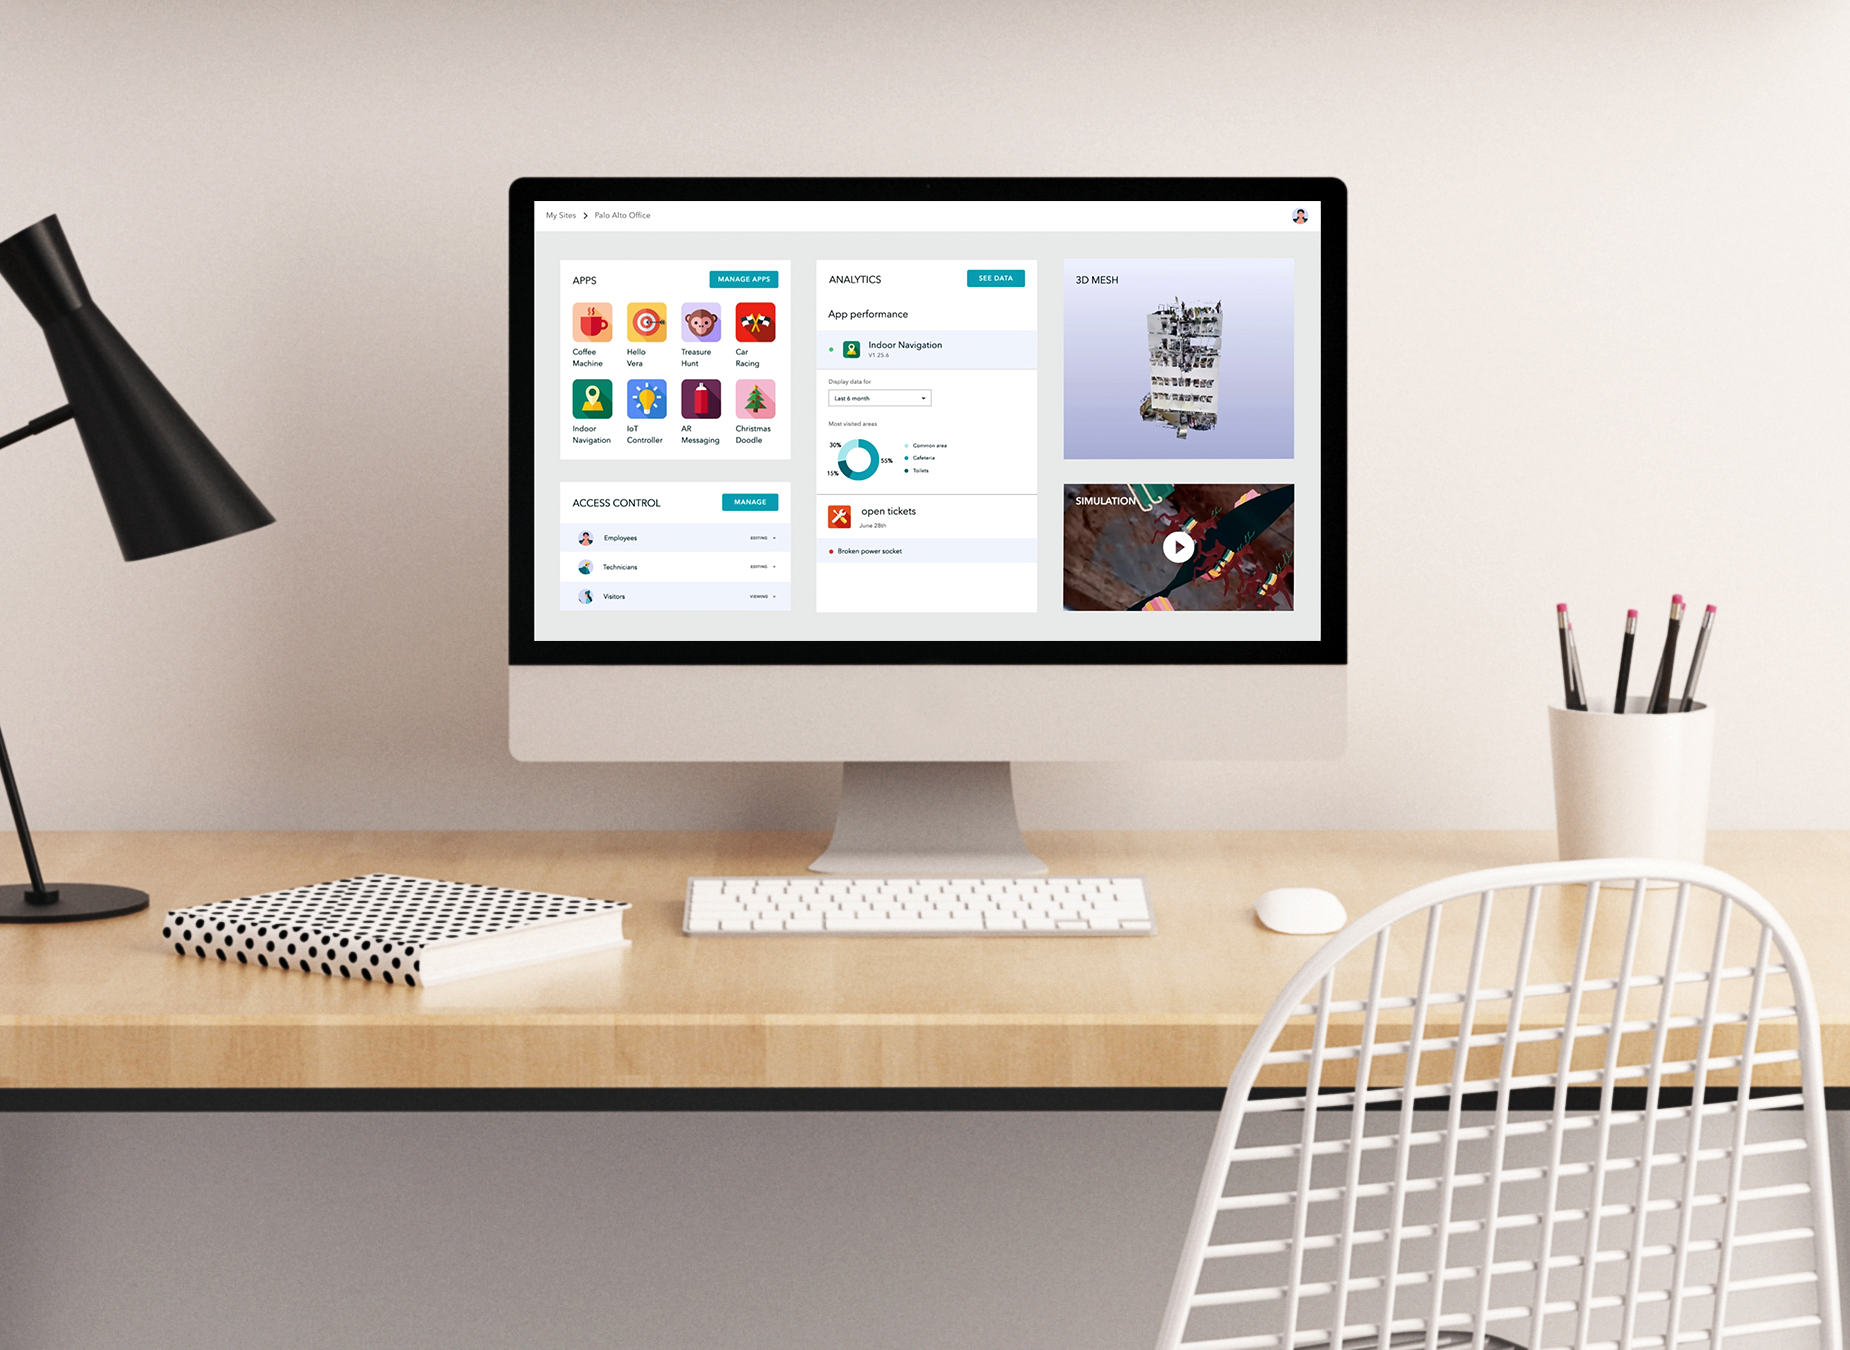 My Sites > Palo Alto Office
APPS
MANAGE APPS
Coffee
Machine
Hello
Vera
Treasure
Hunt
Car
Racing
Indoor
Navigation
IoT
Controller
AR
Messaging
Christmas
Doodle
ACCESS CONTROL
MANAGE
Employees
EDITING
Technicians
EDITING
Visitors
VIEWING
ANALYTICS
SEE DATA
App performance
Indoor Navigation
V1.25.6
Display data for
Last 6 month
Most visited areas
30%
55%
15%
Common area
Cafeteria
Toilets
open tickets
June 28th
Broken power socket
3D MESH
SIMULATION